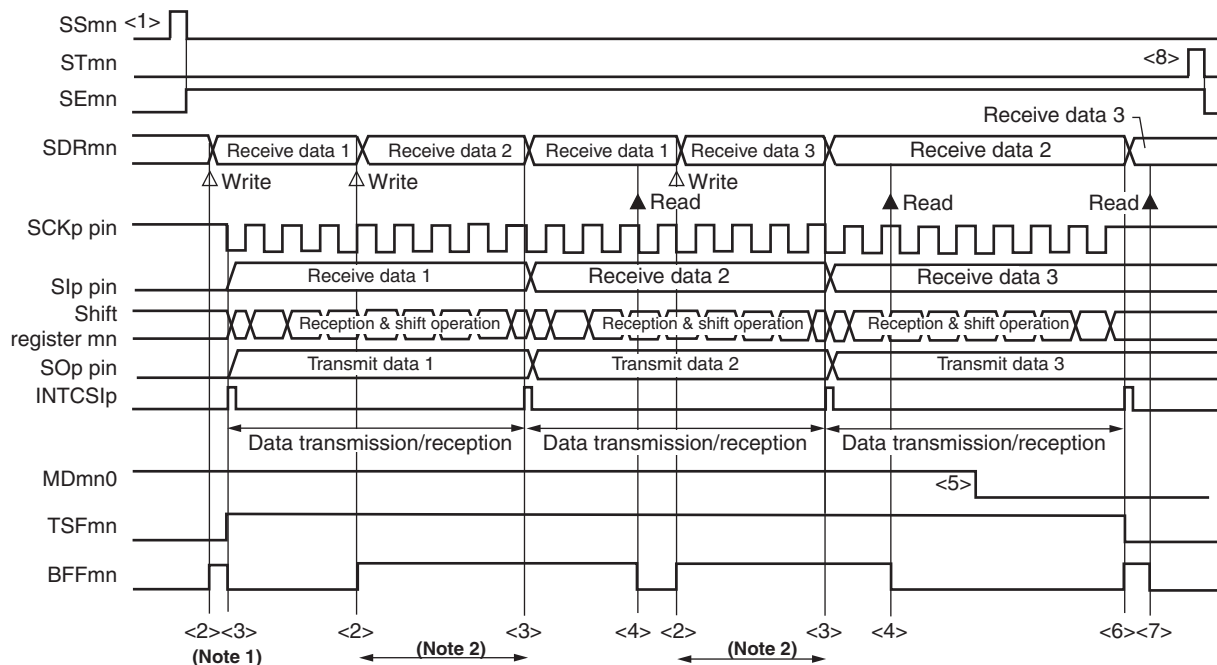 SSmn <1>
STmn <8>
SEmn
Receive data 3
SDRmn Receive data 1 Receive data 2 Receive data 1 Receive data 3 Receive data 2
Write Write Write
Read Read Read
SCKp pin
SIp pin Receive data 1 Receive data 2 Receive data 3
Shift
register mn Reception & shift operation Reception & shift operation Reception & shift operation
SOp pin Transmit data 1 Transmit data 2 Transmit data 3
INTCSIp
Data transmission/reception Data transmission/reception Data transmission/reception
MDmn0 <5>
TSFmn
BFFmn
<2> <3> <2> <3> <4> <2> <3> <4> <6> <7>
(Note 1) (Note 2) (Note 2)